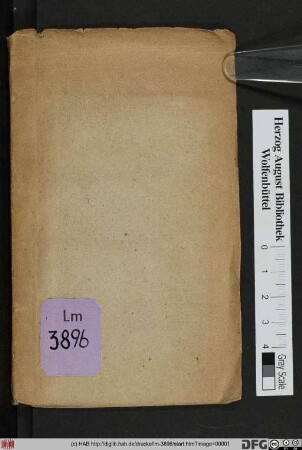 Lm
3896
Herzog August Bibliothek
Wolfenbüttel
0
1
2
3
4
Gray Scale
(c) HAB http://diglib.hab.de/drucke/lm-3896/start.htm?image=00001
DFG